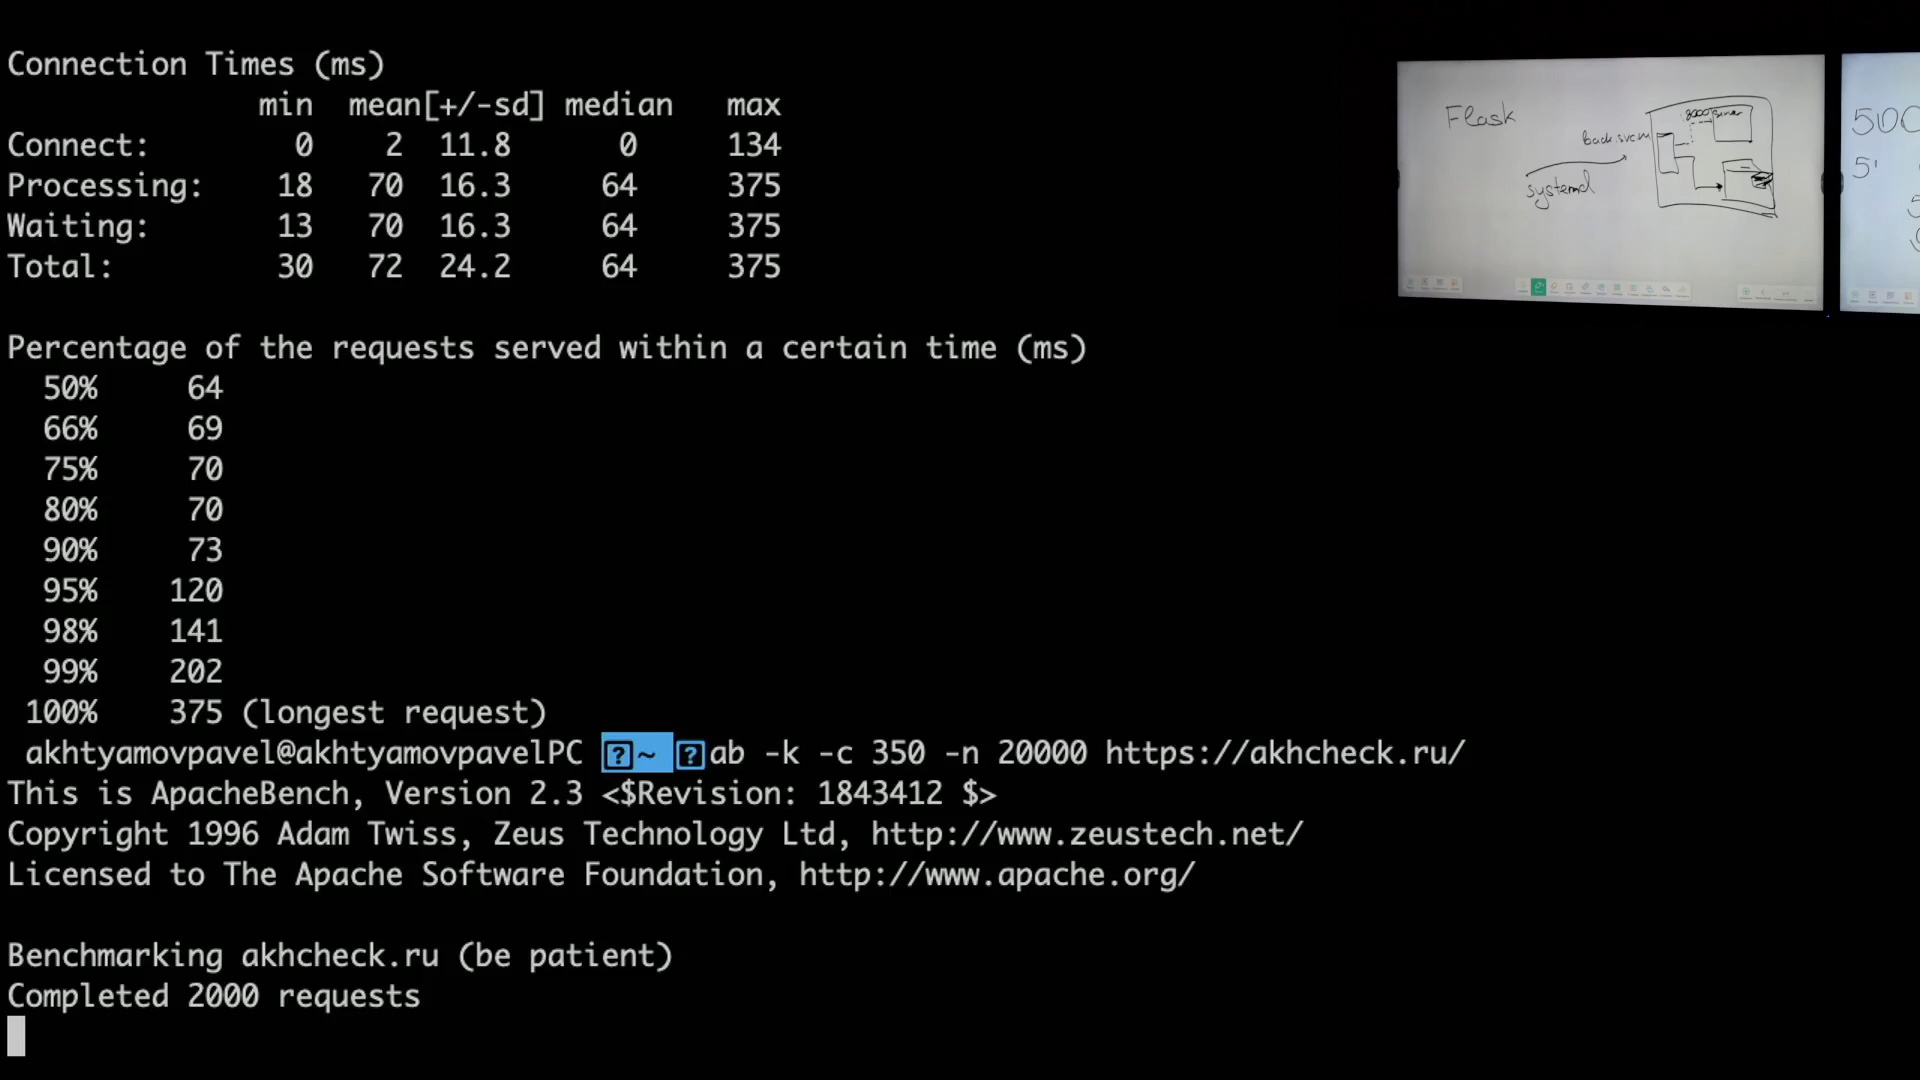 Connection Times (ms)
min mean[+/-sd] median max
Connect: 0 2 11.8 0 134
Processing: 18 70 16.3 64 375
Waiting: 13 70 16.3 64 375
Total: 30 72 24.2 64 375
Percentage of the requests served within a certain time (ms)
50% 64
66% 69
75% 70
80% 70
90% 73
95% 120
98% 141
99% 202
100% 375 (longest request)
akhtyamovpavel@akhtyamovpavelPC ~ ab -k -c 350 -n 20000 https://akhcheck.ru/
This is ApacheBench, Version 2.3 <$Revision: 1843412 $>
Copyright 1996 Adam Twiss, Zeus Technology Ltd, http://www.zeustech.net/
Licensed to The Apache Software Foundation, http://www.apache.org/
Benchmarking akhcheck.ru (be patient)
Completed 2000 requests
Flask
systemd